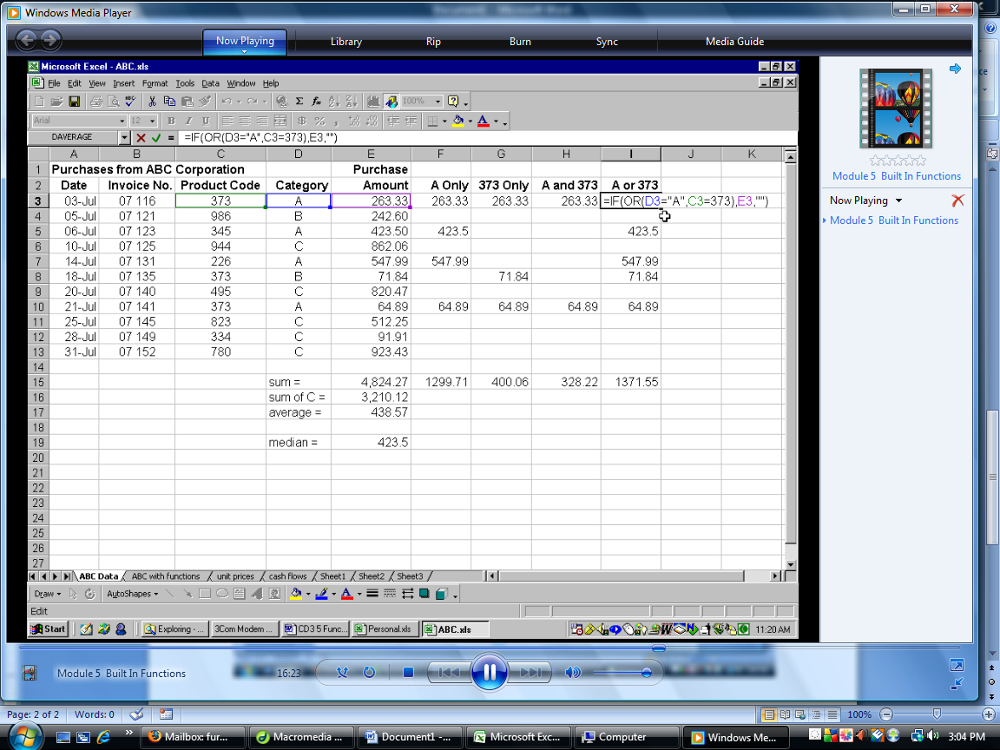 Windows Media Player
Now Playing
Library
Rip
Burn
Sync
Media Guide
Microsoft Excel - ABC.xls
File Edit View Insert Format Tools Data Window Help
100%
Arial 12 B I U
DAVERAGE =IF(OR(D3="A",C3=373),E3,"")
A B C D E F G H I J K
1 Purchases from ABC Corporation Purchase
2 Date Invoice No. Product Code Category Amount A Only 373 Only A and 373 A or 373
3 03-Jul 07 116 373 A 263.33 263.33 263.33 263.33 =IF(OR(D3="A",C3=373),E3,"")
4 05-Jul 07 121 986 B 242.60
5 06-Jul 07 123 345 A 423.50 423.5 423.5
6 10-Jul 07 125 944 C 862.06
7 14-Jul 07 131 226 A 547.99 547.99 547.99
8 18-Jul 07 135 373 B 71.84 71.84 71.84
9 20-Jul 07 140 495 C 820.47
10 21-Jul 07 141 373 A 64.89 64.89 64.89 64.89 64.89
11 25-Jul 07 145 823 C 512.25
12 28-Jul 07 149 334 C 91.91
13 31-Jul 07 152 780 C 923.43
14
15 sum = 4,824.27 1299.71 400.06 328.22 1371.55
16 sum of C = 3,210.12
17 average = 438.57
18
19 median = 423.5
20
21
22
23
24
25
26
27
ABC Data ABC with functions unit prices cash flows Sheet1 Sheet2 Sheet3
Draw AutoShapes
Edit
Start Exploring - ... 3Com Modem ... CD3 5 Func... Personal.xls ABC.xls 11:20 AM
Module 5 Built In Functions
Now Playing
Module 5 Built In Functions
Module 5 Built In Functions
16:23
Page: 2 of 2 Words: 0 100%
Mailbox: fur... Macromedia ... Document1 -... Microsoft Exc... Computer Windows Me... 3:04 PM